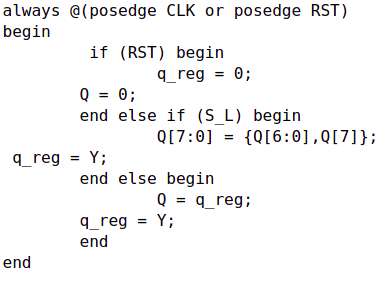 always @(posedge CLK or posedge RST)
begin
if (RST) begin
q_reg = 0;
Q = 0;
end else if (S_L) begin
Q[7:0] = {Q[6:0],Q[7]};
q_reg = Y;
end else begin
Q = q_reg;
q_reg = Y;
end
end